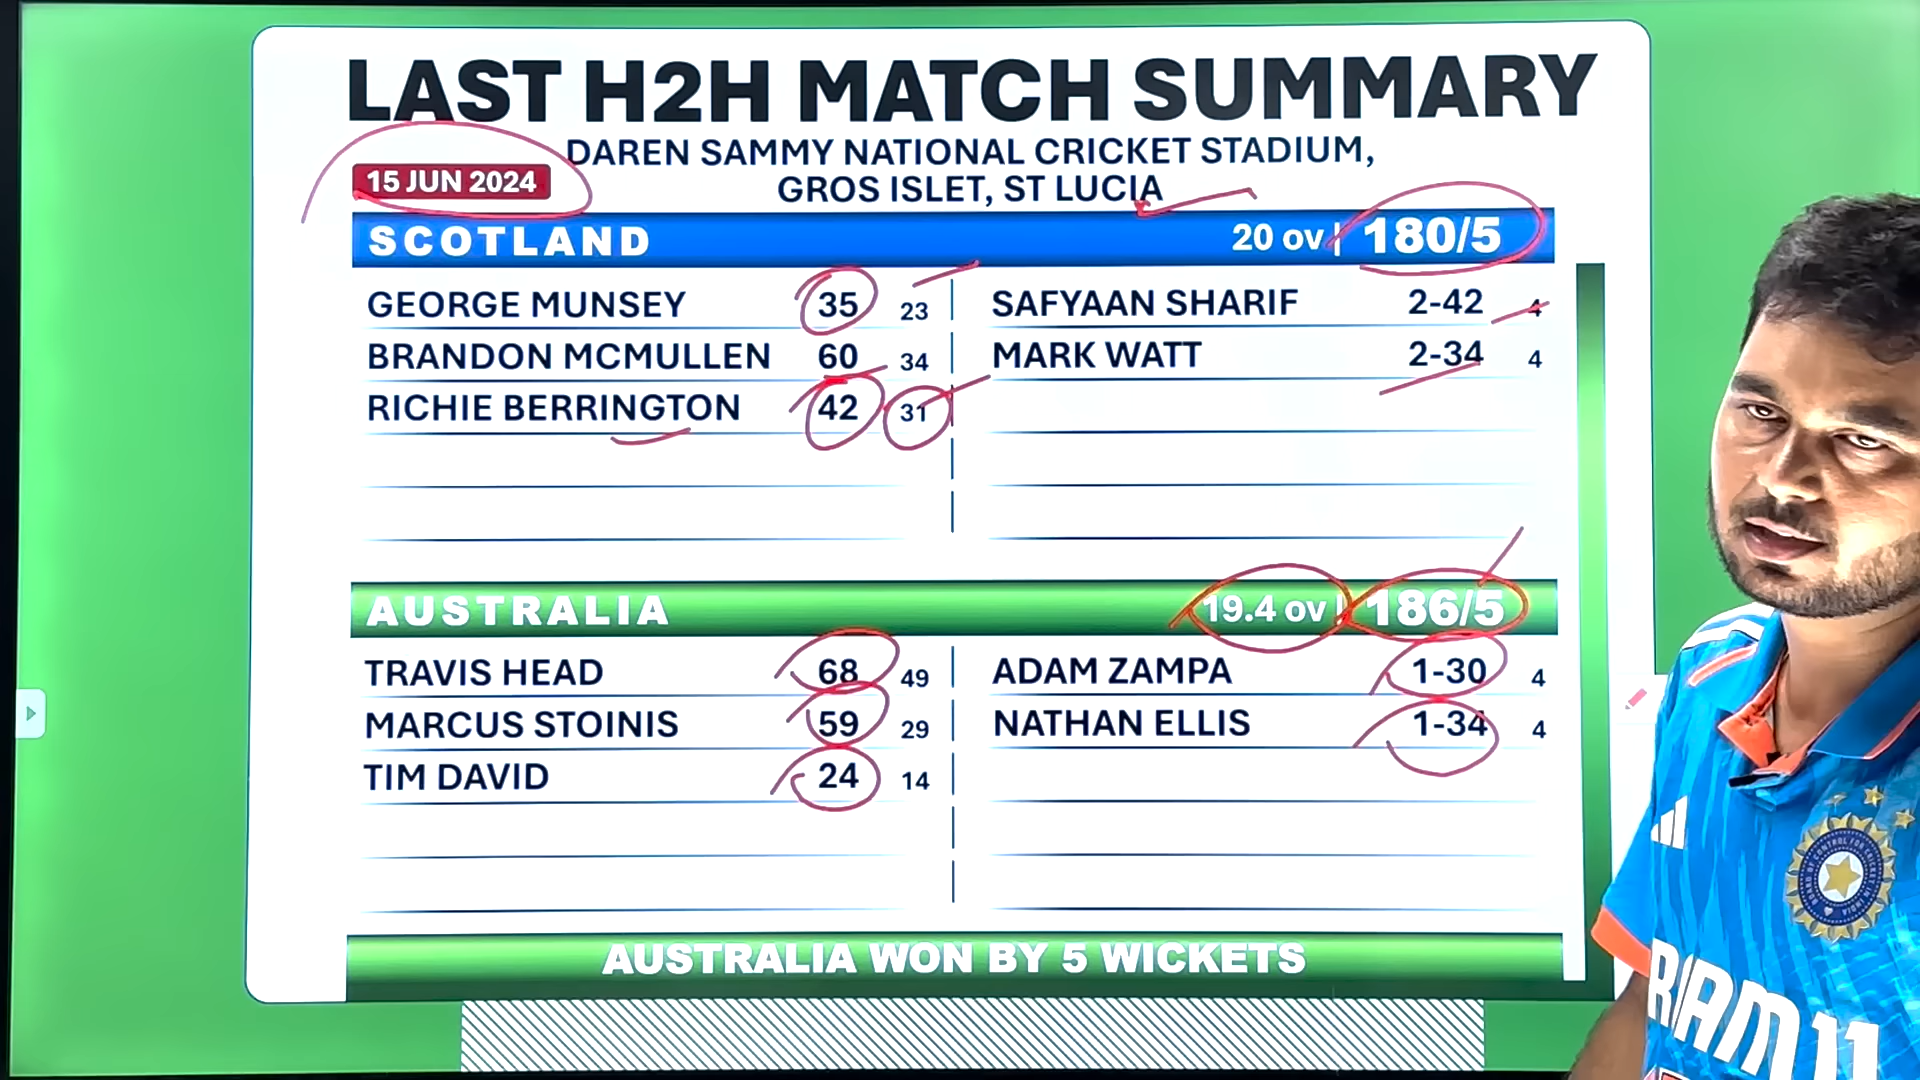 LAST H2H MATCH SUMMARY
DAREN SAMMY NATIONAL CRICKET STADIUM,
15 JUN 2024
GROS ISLET, ST LUCIA
SCOTLAND 20 ov | 180/5
GEORGE MUNSEY 35 23 SAFYAAN SHARIF 2-42 4
BRANDON MCMULLEN 60 34 MARK WATT 2-34 4
RICHIE BERRINGTON 42 31
AUSTRALIA 19.4 ov | 186/5
TRAVIS HEAD 68 49 ADAM ZAMPA 1-30 4
MARCUS STOINIS 59 29 NATHAN ELLIS 1-34 4
TIM DAVID 24 14
AUSTRALIA WON BY 5 WICKETS